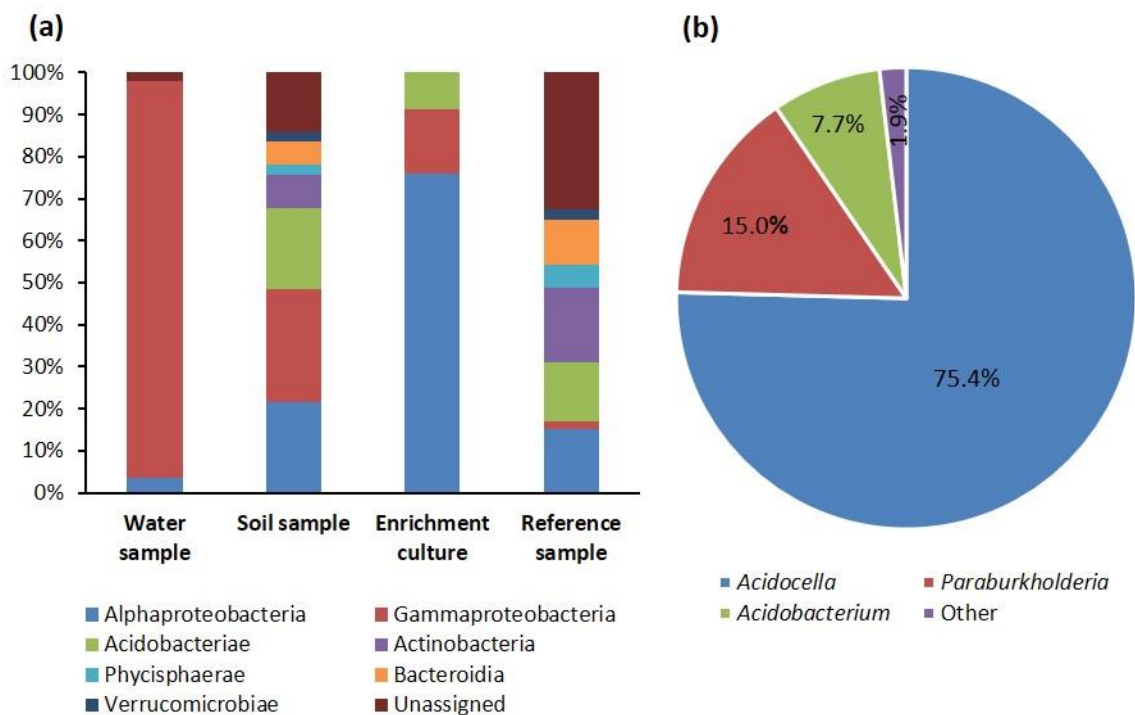 (a)
100%
90%
80%
70%
60%
50%
40%
30%
20%
10%
0%
Water sample
Soil sample
Enrichment culture
Reference sample
Alphaproteobacteria
Gammaproteobacteria
Acidobacteriae
Actinobacteria
Phycisphaerae
Bacteroidia
Verrucomicrobiae
Unassigned
(b)
1.9%
7.7%
15.0%
75.4%
Acidocella
Paraburkholderia
Acidobacterium
Other